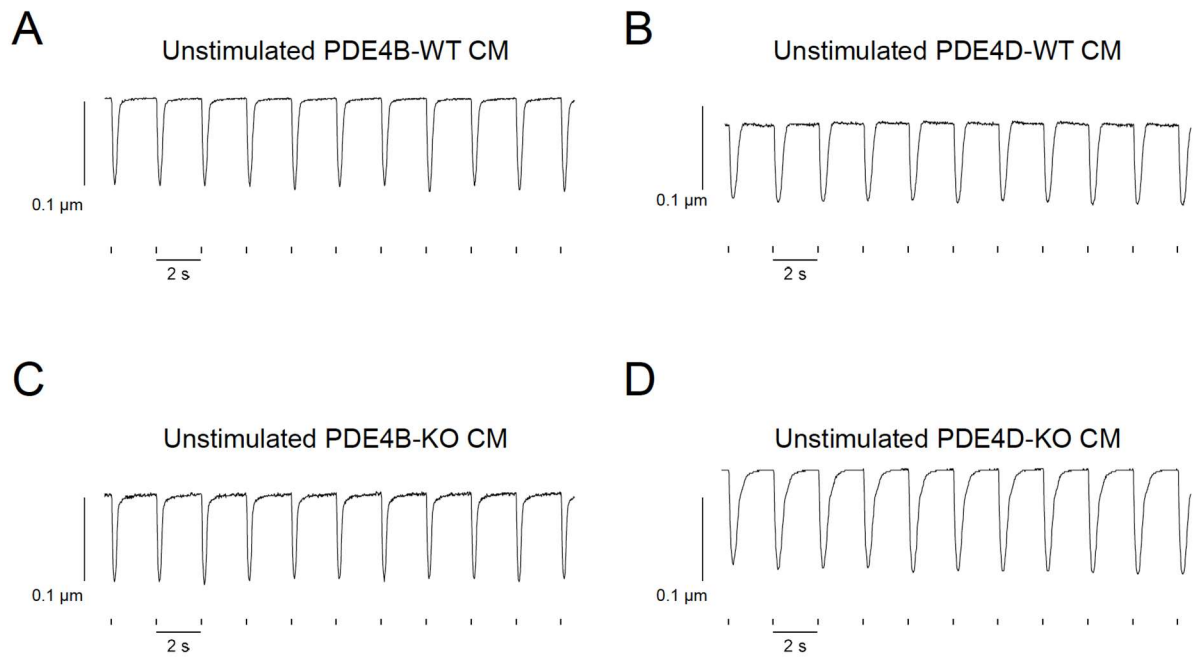 A
Unstimulated PDE4B-WT CM
0.1 µm
2 s
B
Unstimulated PDE4D-WT CM
0.1 µm
2 s
C
Unstimulated PDE4B-KO CM
0.1 µm
2 s
D
Unstimulated PDE4D-KO CM
0.1 µm
2 s